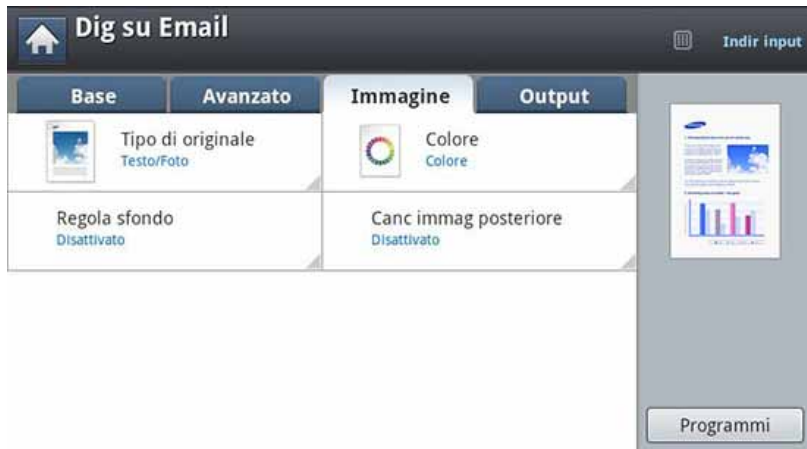 Dig su Email
Indir input
Base
Avanzato
Immagine
Output
Tipo di originale
Testo/Foto
Colore
Colore
Regola sfondo
Disattivato
Canc immag posteriore
Disattivato
Programmi